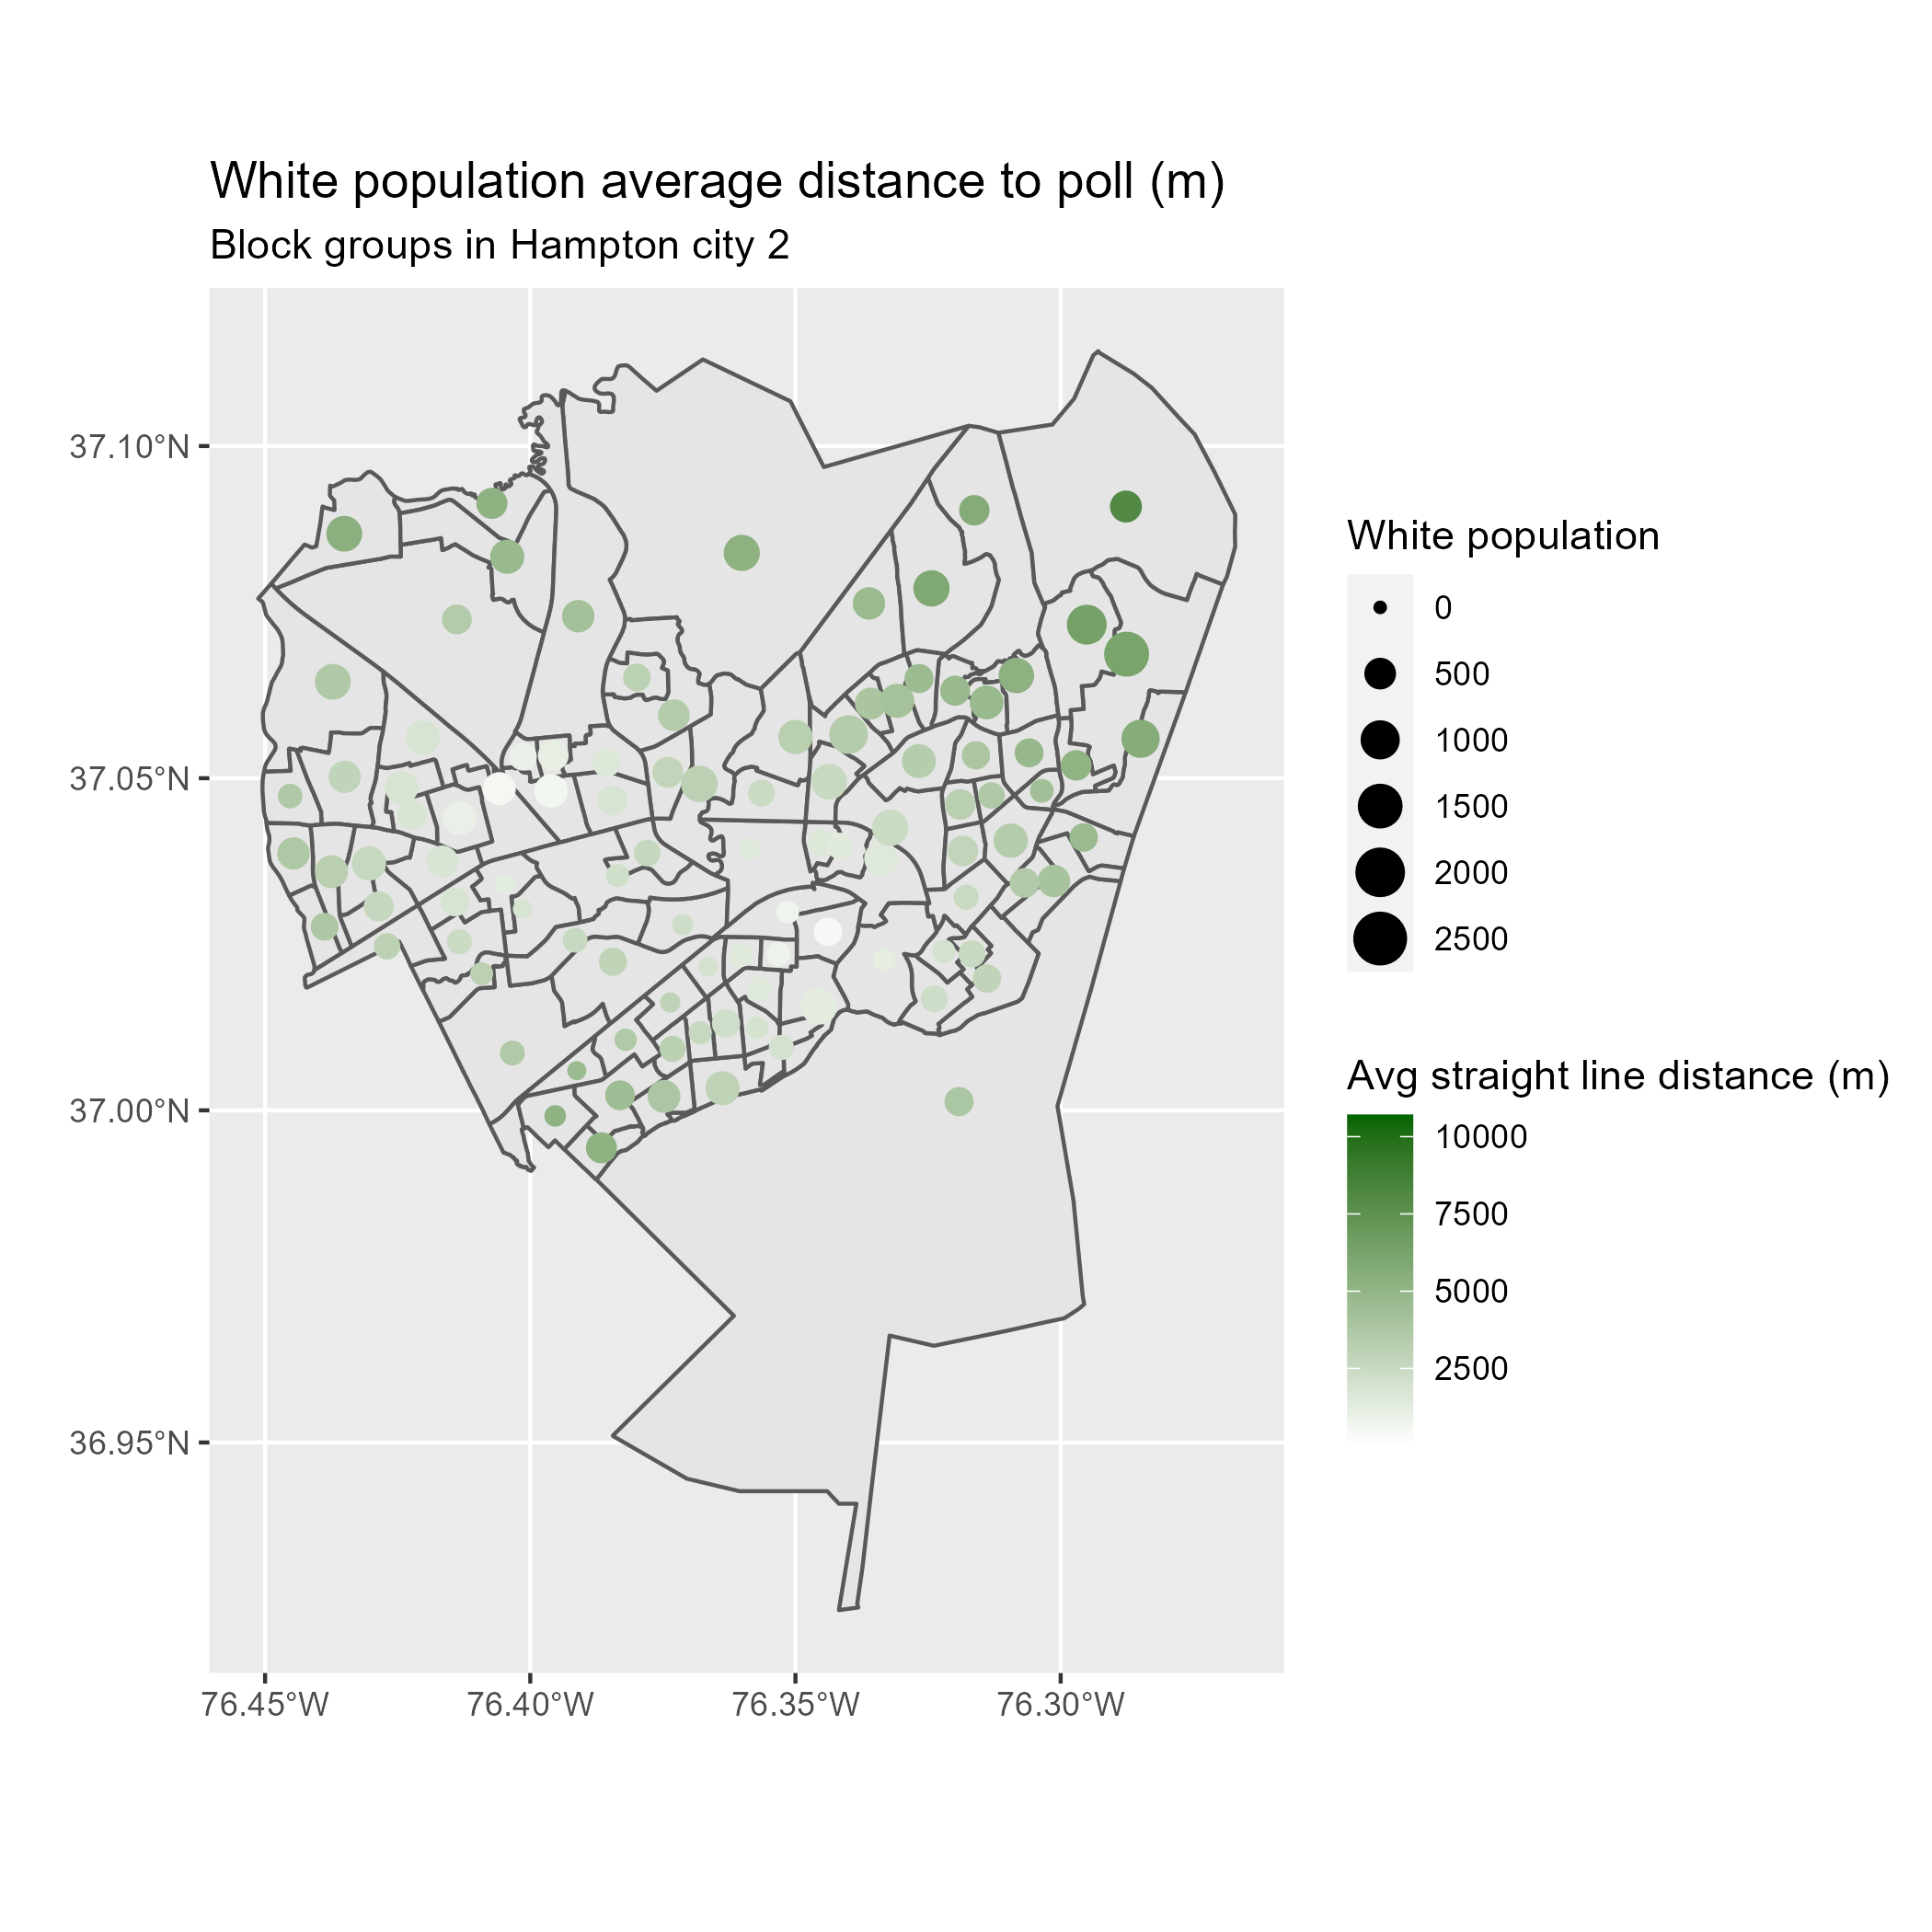 White population average distance to poll (m)
Block groups in Hampton city 2
37.10°N
37.05°N
37.00°N
36.95°N
76.45°W
76.40°W
76.35°W
76.30°W
White population
0
500
1000
1500
2000
2500
Avg straight line distance (m)
10000
7500
5000
2500